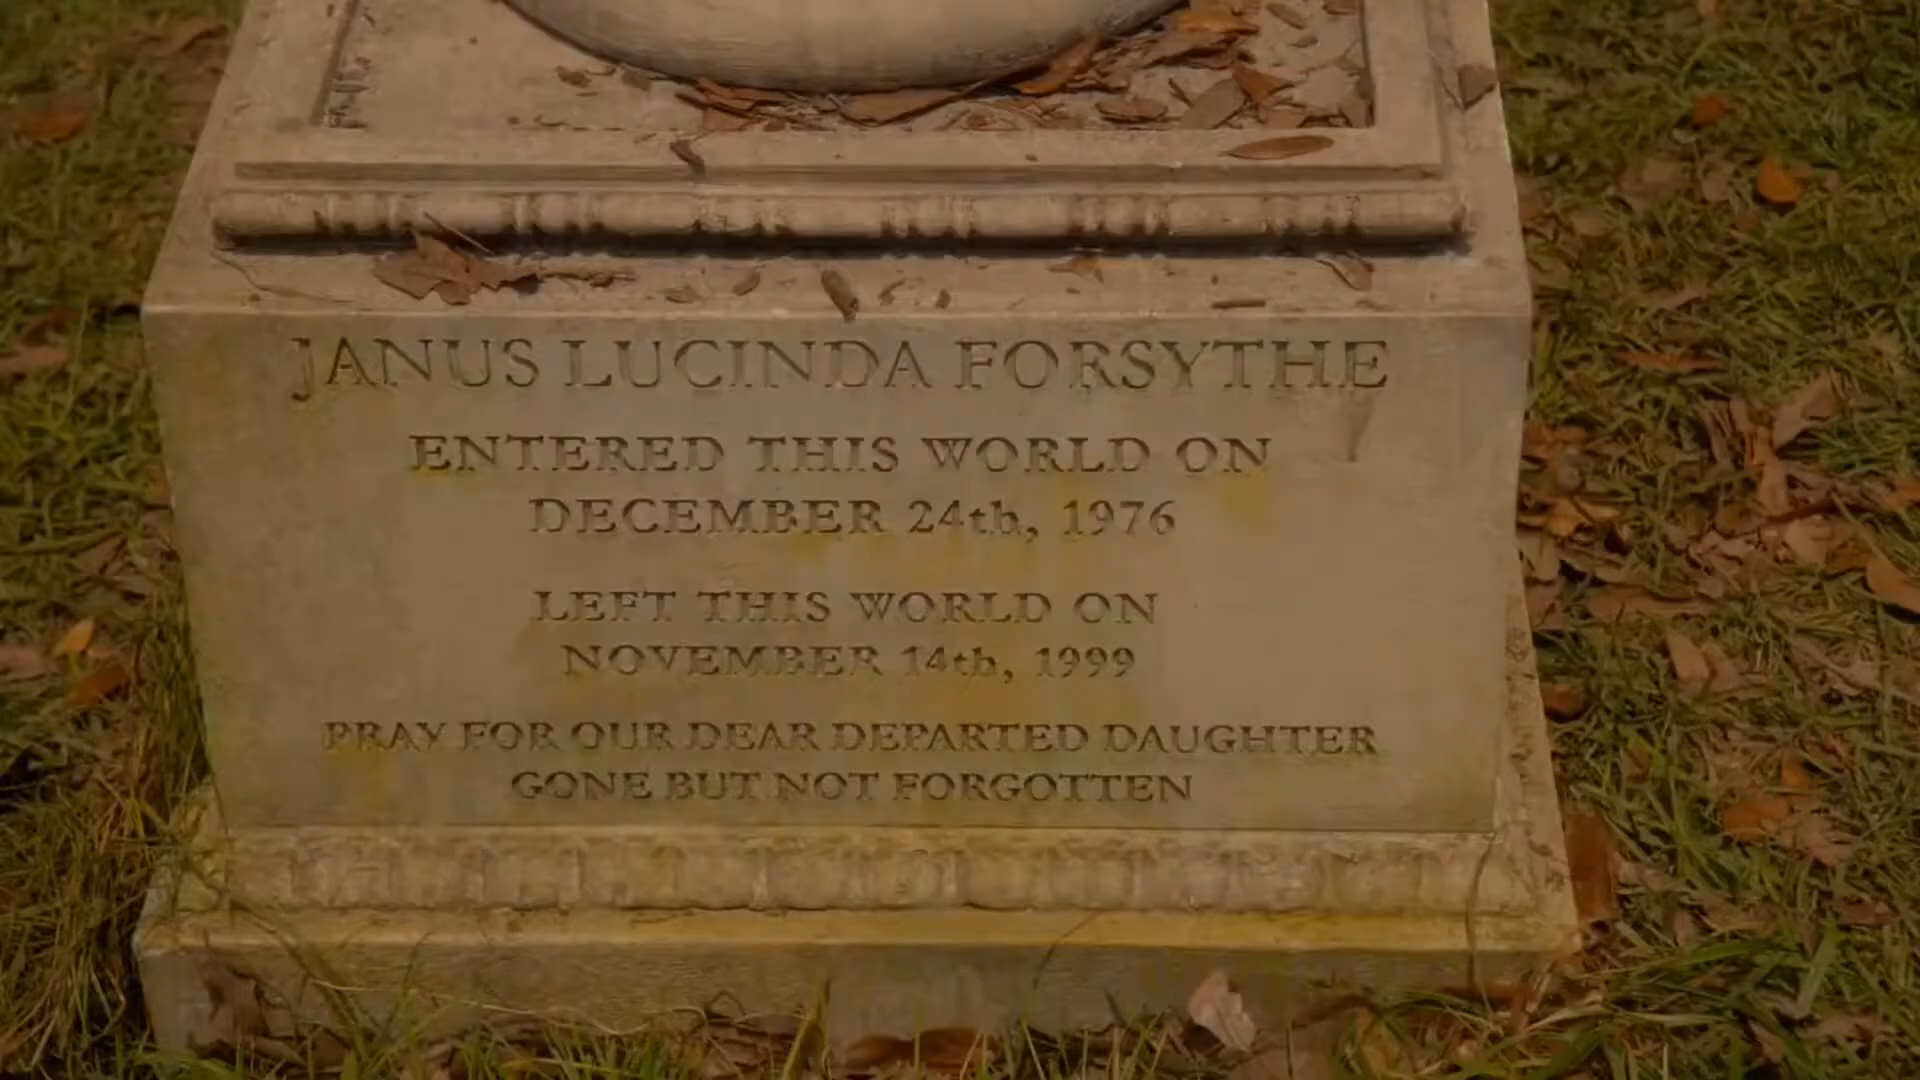 JANUS LUCINDA FORSYTHE
ENTERED THIS WORLD ON
DECEMBER 24th, 1976
LEFT THIS WORLD ON
NOVEMBER 14th, 1999
PRAY FOR OUR DEAR DEPARTED DAUGHTER
GONE BUT NOT FORGOTTEN